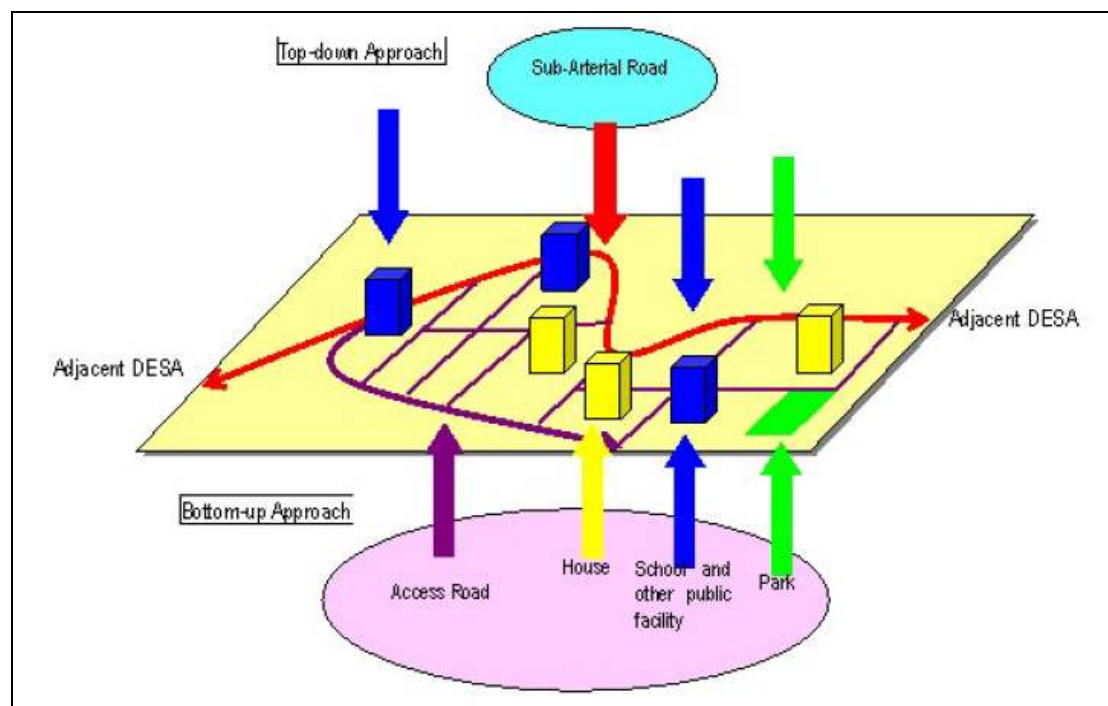 Top-down Approach
Sub-Arterial Road
Adjacent DESA
Adjacent DESA
Bottom-up Approach
Access Road
House
School and
other public
facility
Park